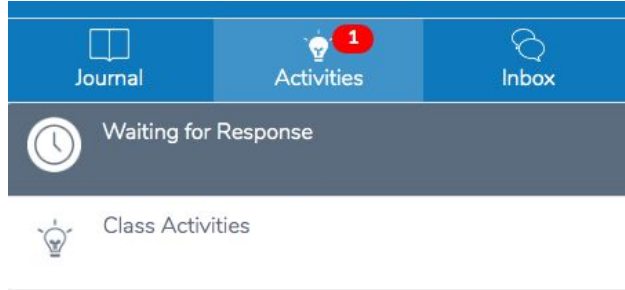 1
Journal Activities Inbox
Waiting for Response
Class Activities